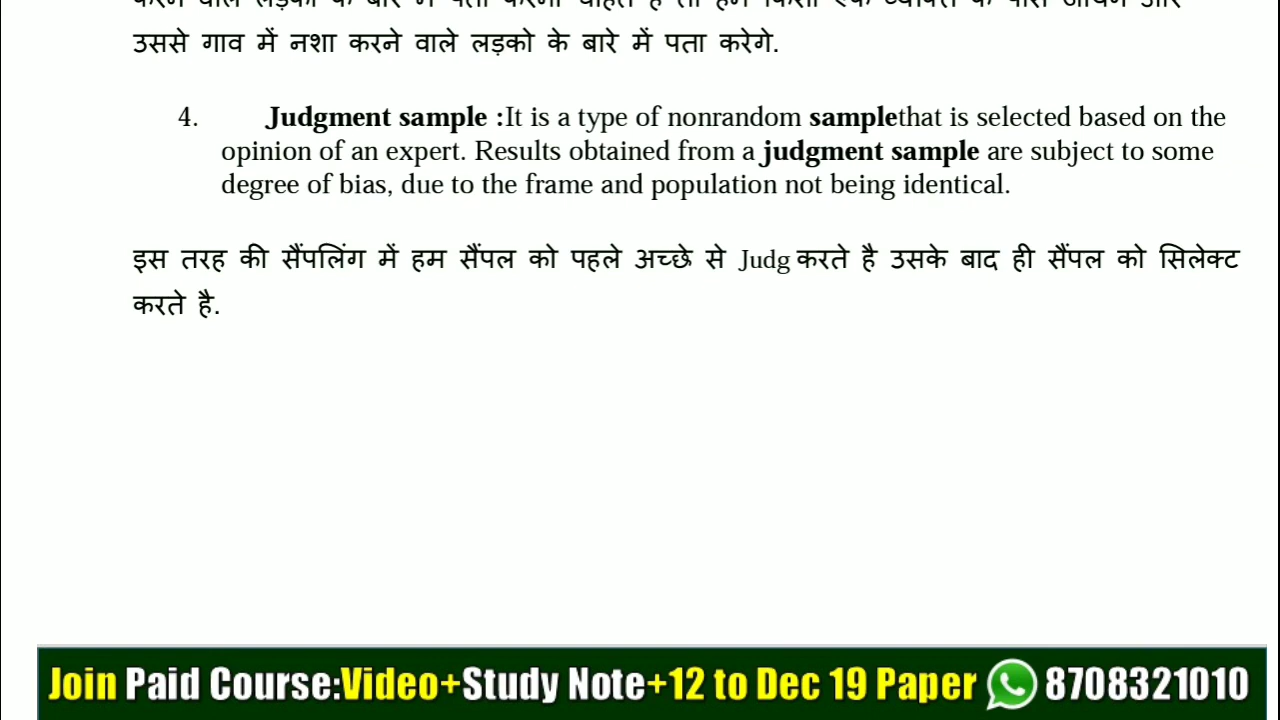 उससे गाव में नशा करने वाले लड़को के बारे में पता करेगे.
4. Judgment sample :It is a type of nonrandom samplethat is selected based on the
opinion of an expert. Results obtained from a judgment sample are subject to some
degree of bias, due to the frame and population not being identical.
इस तरह की सैंपलिंग में हम सैंपल को पहले अच्छे से Judg करते है उसके बाद ही सैंपल को सिलेक्ट
करते है.
Join Paid Course:Video+Study Note+12 to Dec 19 Paper 8708321010